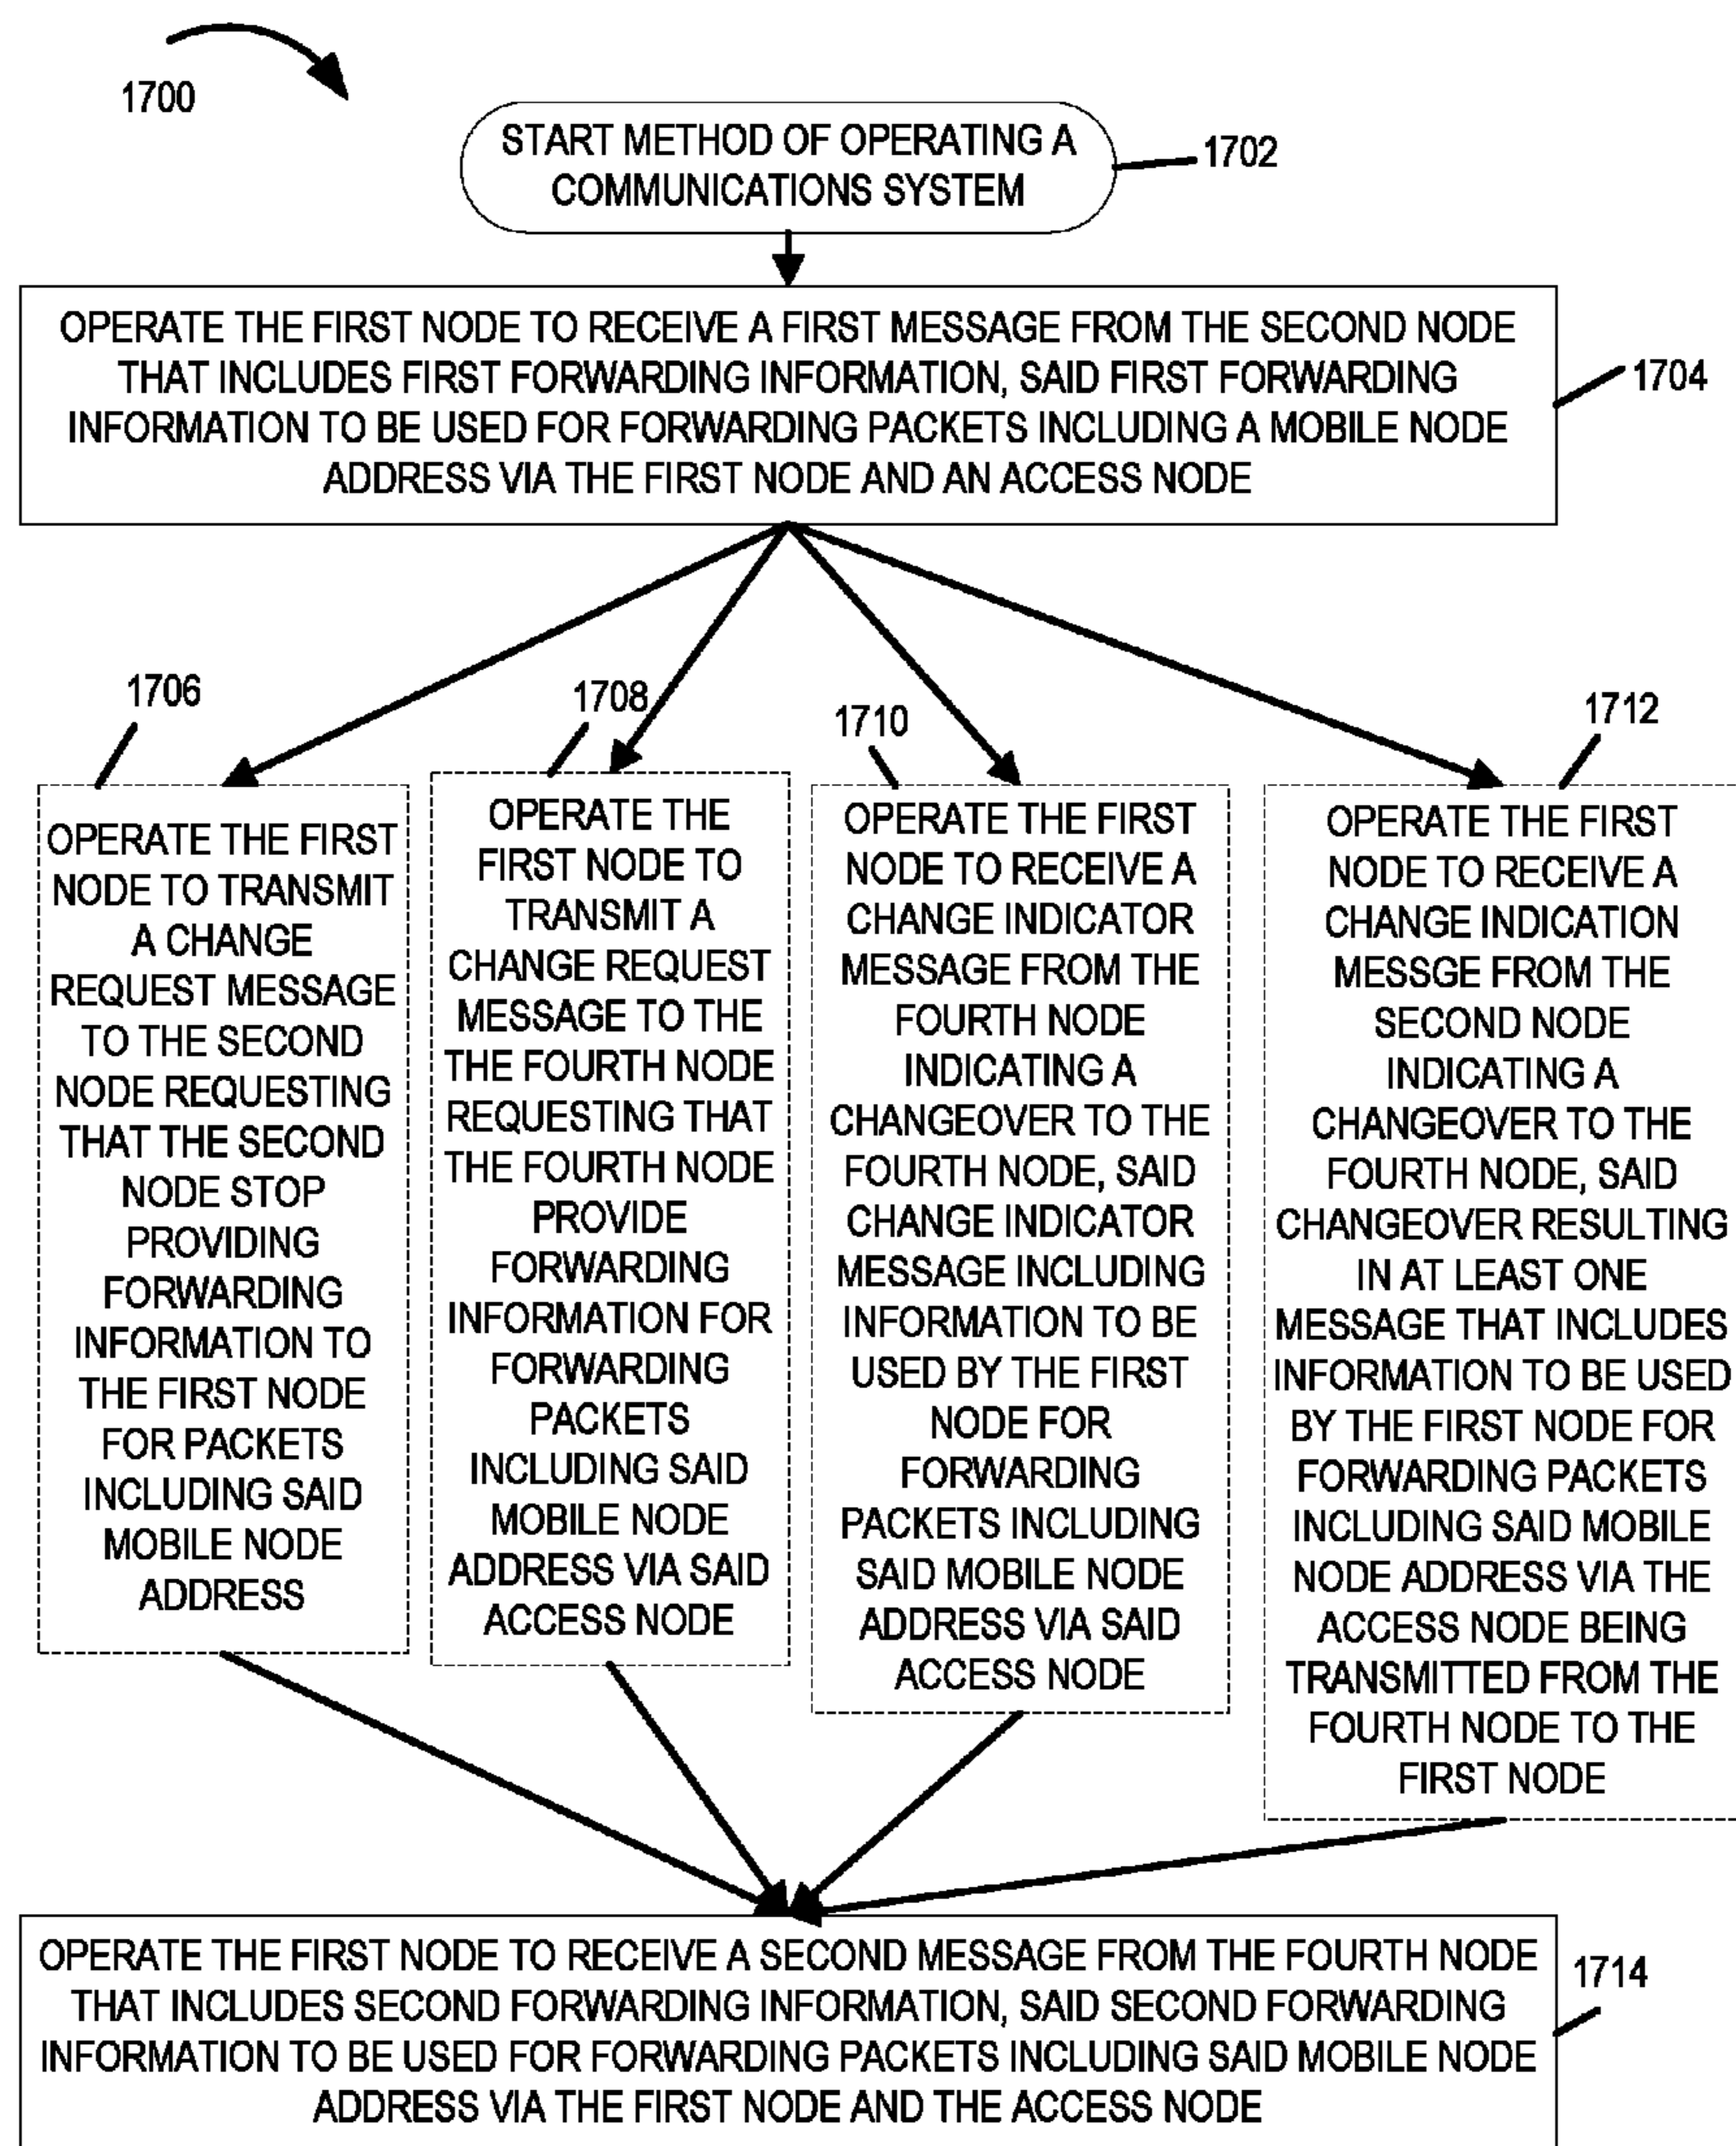 1700
START METHOD OF OPERATING A
COMMUNICATIONS SYSTEM
1702
OPERATE THE FIRST NODE TO RECEIVE A FIRST MESSAGE FROM THE SECOND NODE
THAT INCLUDES FIRST FORWARDING INFORMATION, SAID FIRST FORWARDING
INFORMATION TO BE USED FOR FORWARDING PACKETS INCLUDING A MOBILE NODE
ADDRESS VIA THE FIRST NODE AND AN ACCESS NODE
1704
1706
OPERATE THE FIRST
NODE TO TRANSMIT
A CHANGE
REQUEST MESSAGE
TO THE SECOND
NODE REQUESTING
THAT THE SECOND
NODE STOP
PROVIDING
FORWARDING
INFORMATION TO
THE FIRST NODE
FOR PACKETS
INCLUDING SAID
MOBILE NODE
ADDRESS
1708
OPERATE THE
FIRST NODE TO
TRANSMIT A
CHANGE REQUEST
MESSAGE TO THE
THE FOURTH NODE
REQUESTING THAT
THE FOURTH NODE
PROVIDE
FORWARDING
INFORMATION FOR
FORWARDING
PACKETS
INCLUDING SAID
MOBILE NODE
ADDRESS VIA SAID
ACCESS NODE
1710
OPERATE THE FIRST
NODE TO RECEIVE A
CHANGE INDICATOR
MESSAGE FROM THE
FOURTH NODE
INDICATING A
CHANGEOVER TO THE
FOURTH NODE, SAID
CHANGE INDICATOR
MESSAGE INCLUDING
INFORMATION TO BE
USED BY THE FIRST
NODE FOR
FORWARDING
PACKETS INCLUDING
SAID MOBILE NODE
ADDRESS VIA SAID
ACCESS NODE
1712
OPERATE THE FIRST
NODE TO RECEIVE A
CHANGE INDICATION
MESSGE FROM THE
SECOND NODE
INDICATING A
CHANGEOVER TO THE
FOURTH NODE, SAID
CHANGEOVER RESULTING
IN AT LEAST ONE
MESSAGE THAT INCLUDES
INFORMATION TO BE USED
BY THE FIRST NODE FOR
FORWARDING PACKETS
INCLUDING SAID MOBILE
NODE ADDRESS VIA THE
ACCESS NODE BEING
TRANSMITTED FROM THE
FOURTH NODE TO THE
FIRST NODE
OPERATE THE FIRST NODE TO RECEIVE A SECOND MESSAGE FROM THE FOURTH NODE
THAT INCLUDES SECOND FORWARDING INFORMATION, SAID SECOND FORWARDING
INFORMATION TO BE USED FOR FORWARDING PACKETS INCLUDING SAID MOBILE NODE
ADDRESS VIA THE FIRST NODE AND THE ACCESS NODE
1714